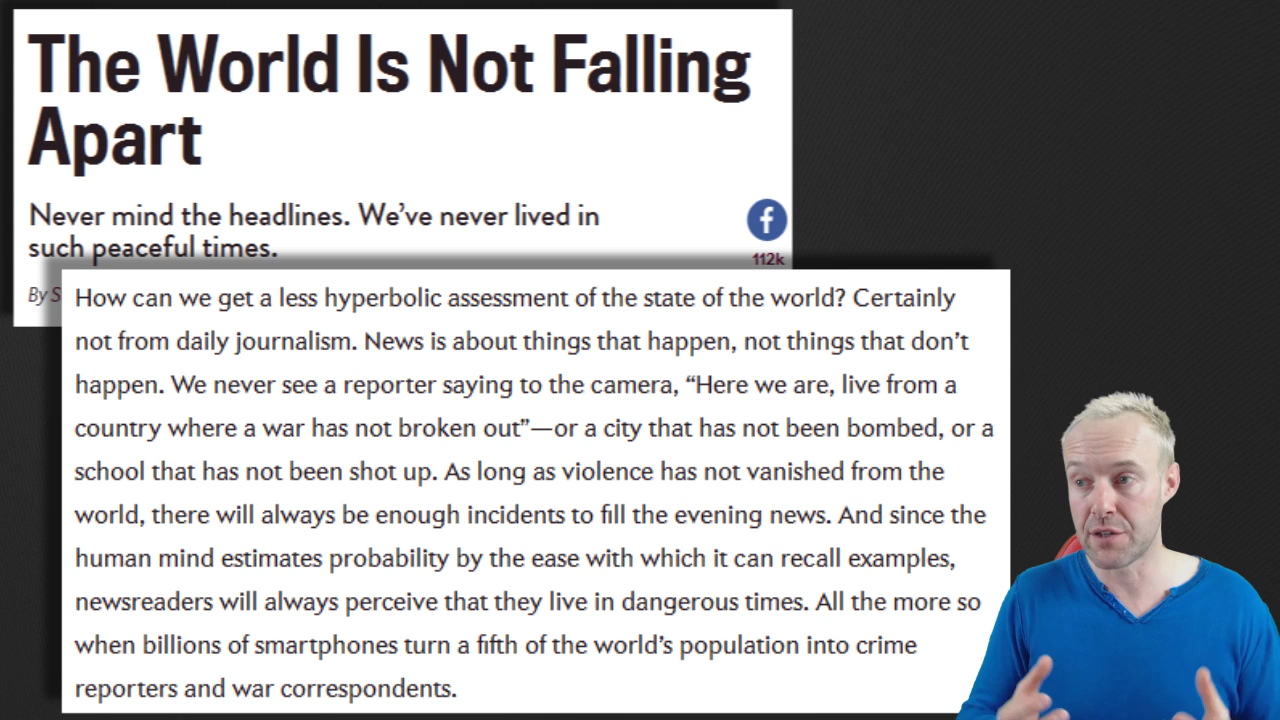 The World Is Not Falling
Apart
Never mind the headlines. We’ve never lived in
such peaceful times.
112k
By S
How can we get a less hyperbolic assessment of the state of the world? Certainly
not from daily journalism. News is about things that happen, not things that don’t
happen. We never see a reporter saying to the camera, “Here we are, live from a
country where a war has not broken out”—or a city that has not been bombed, or a
school that has not been shot up. As long as violence has not vanished from the
world, there will always be enough incidents to fill the evening news. And since the
human mind estimates probability by the ease with which it can recall examples,
newsreaders will always perceive that they live in dangerous times. All the more so
when billions of smartphones turn a fifth of the world’s population into crime
reporters and war correspondents.